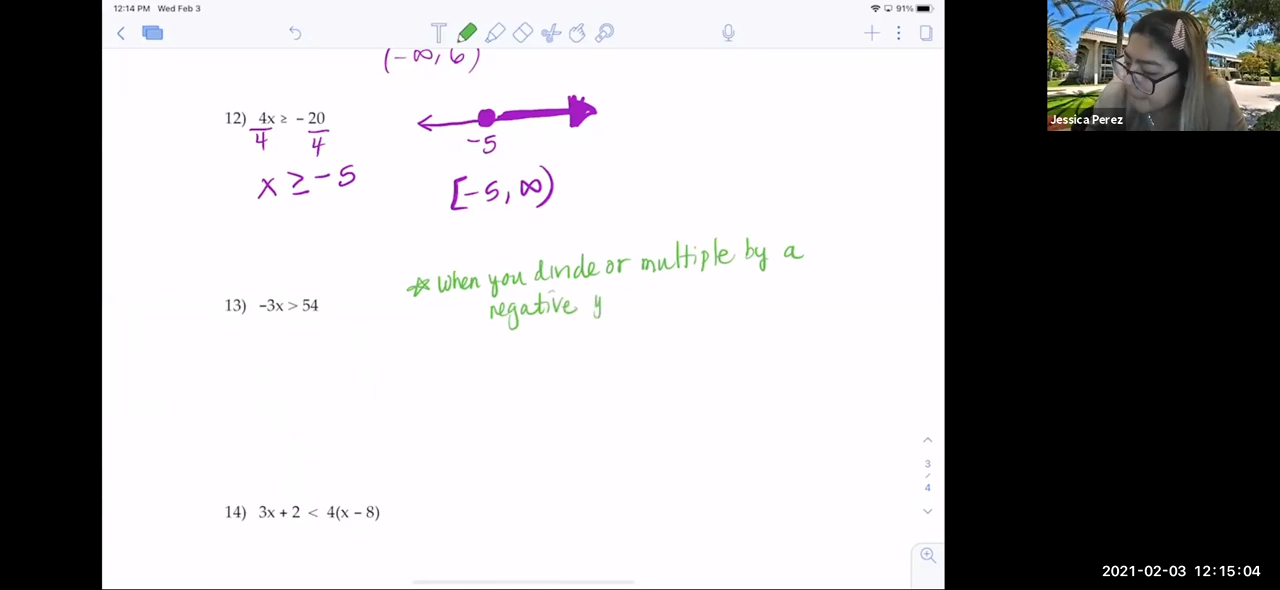 12:14 PM Wed Feb 3
91%
(-∞, 6)
12) 4x ≥ -20
4 4
-5
x ≥ -5
[-5, ∞)
☆ when you divide or multiple by a
negative y
13) -3x > 54
14) 3x + 2 < 4(x - 8)
3
/
4
Jessica Perez
2021-02-03 12:15:04